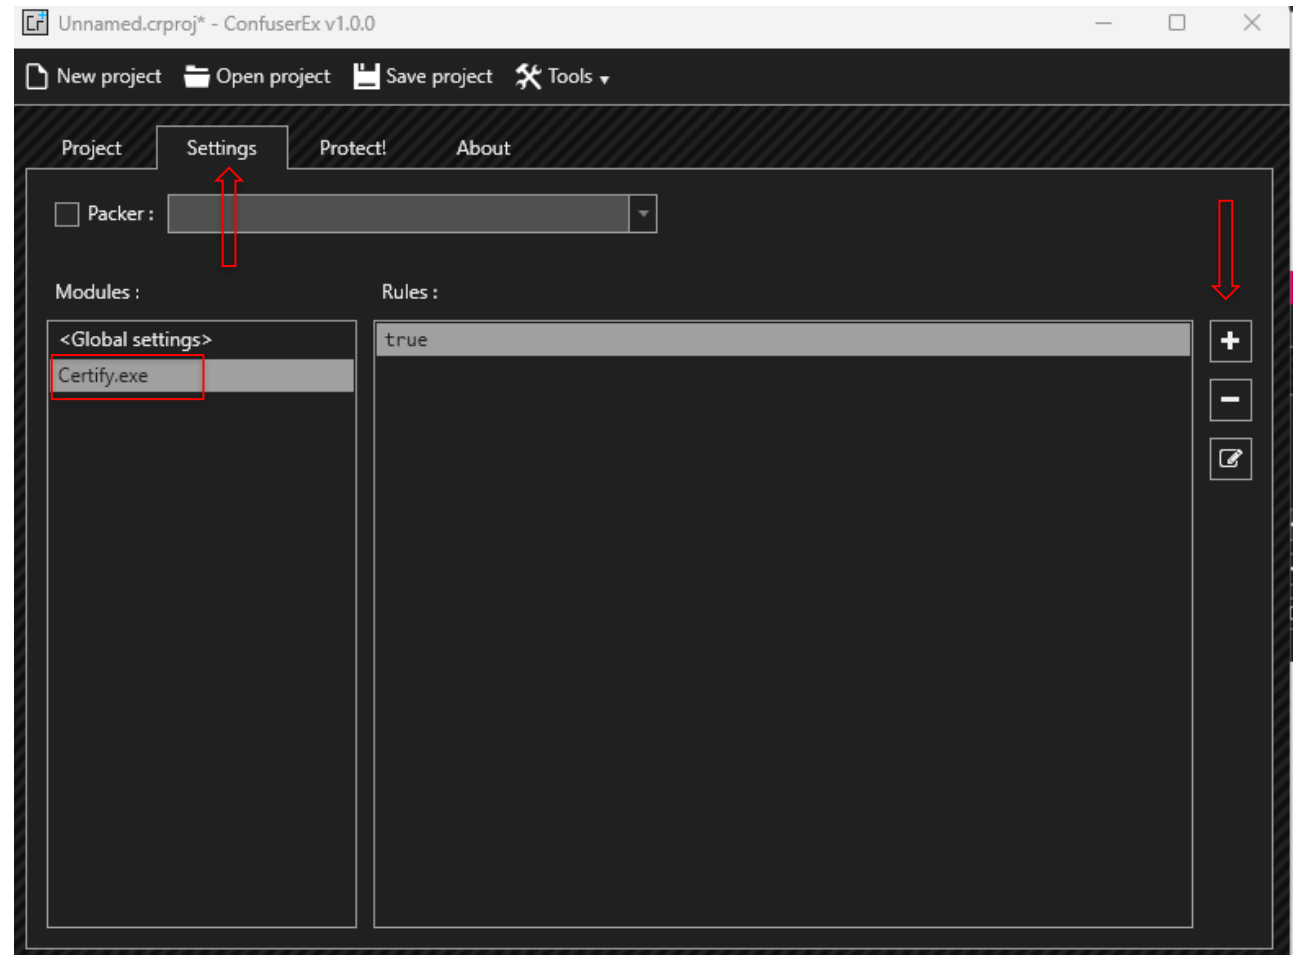 Unnamed.crproj* - ConfuserEx v1.0.0
New project Open project Save project Tools
Project Settings Protect! About
Packer :
Modules : Rules :
<Global settings> true
Certify.exe